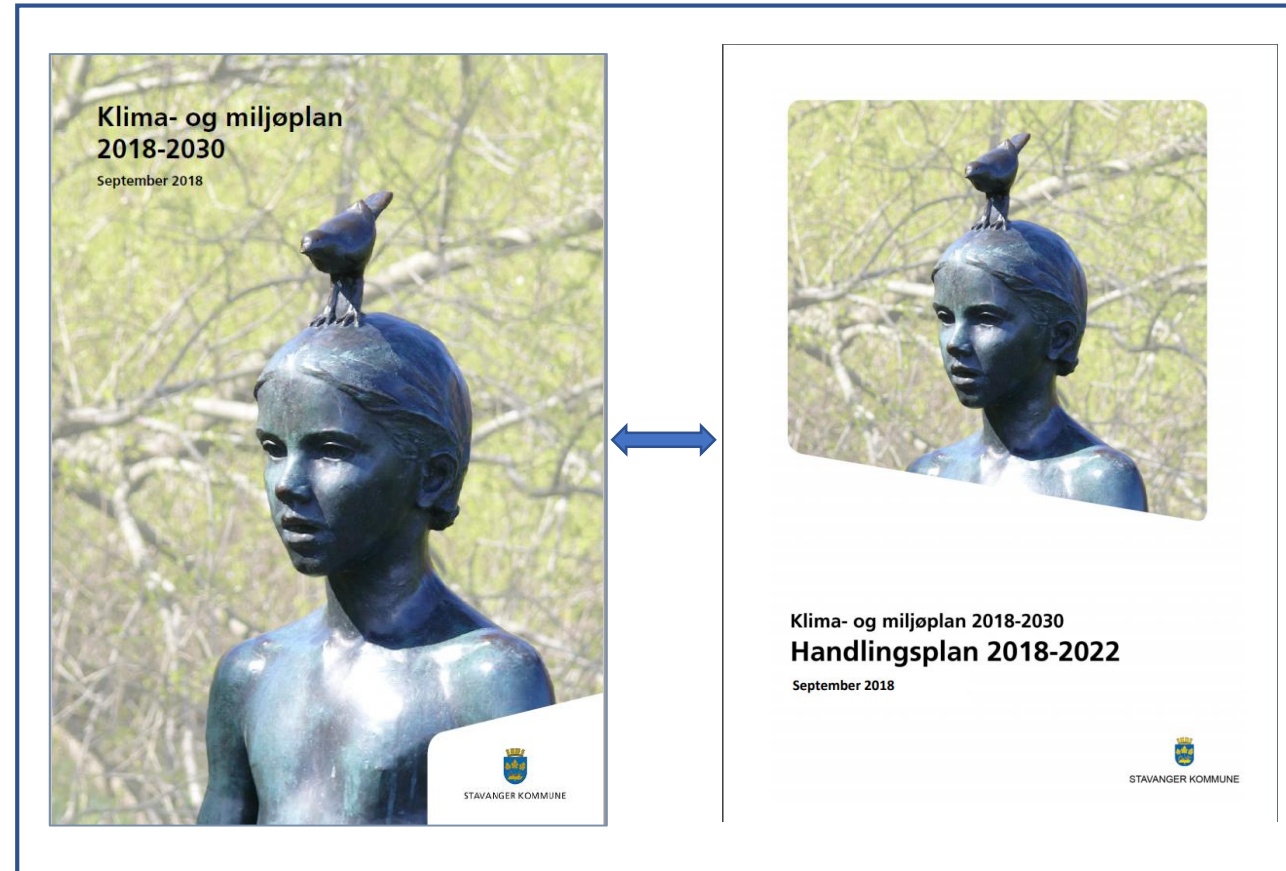 Klima- og miljøplan
2018-2030
September 2018
STAVANGER KOMMUNE
Klima- og miljøplan 2018-2030
Handlingsplan 2018-2022
September 2018
STAVANGER KOMMUNE